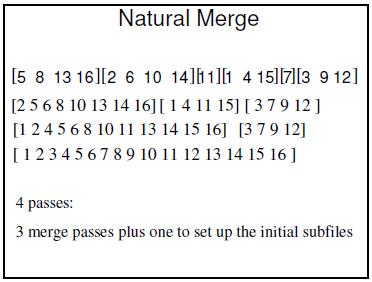 Natural Merge
[5 8 13 16][2 6 10 14][11][1 4 15][7][3 9 12]
[2 5 6 8 10 13 14 16] [ 1 4 11 15] [ 3 7 9 12 ]
[1 2 4 5 6 8 10 11 13 14 15 16] [3 7 9 12]
[ 1 2 3 4 5 6 7 8 9 10 11 12 13 14 15 16 ]
4 passes:
3 merge passes plus one to set up the initial subfiles